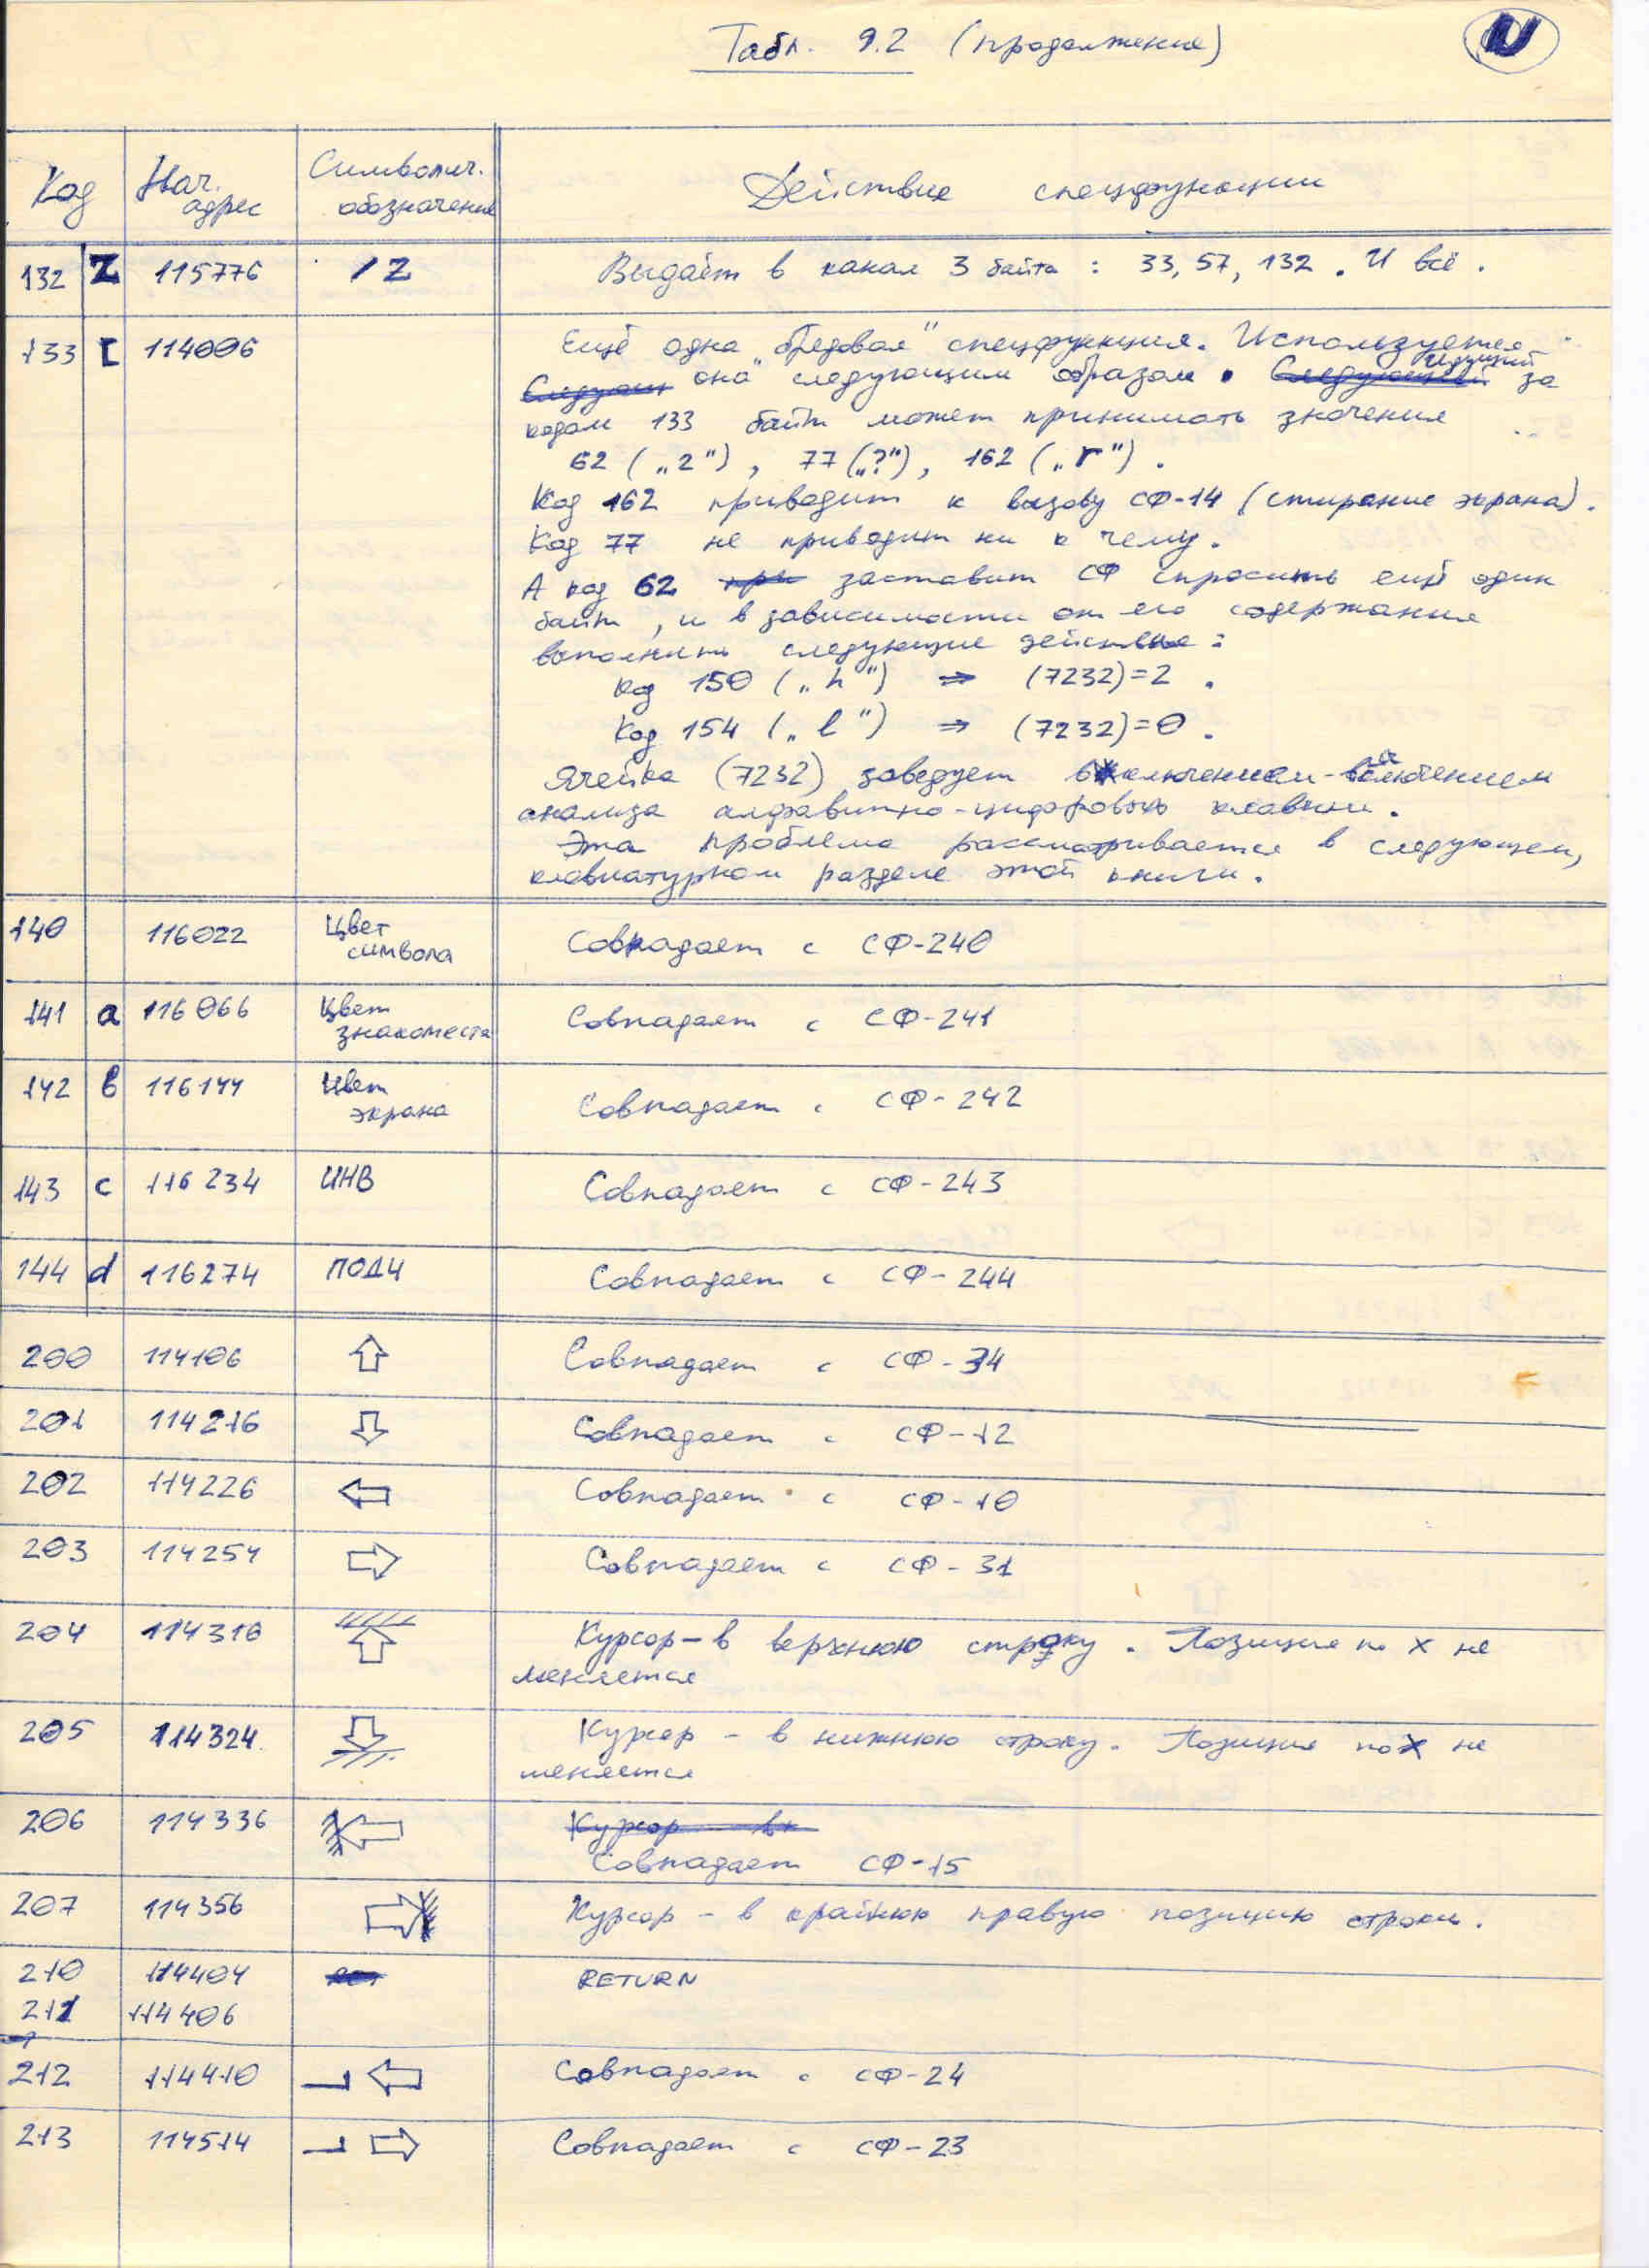 Табл. 9.2 (продолжение)
Код | Нач. адрес | Символич. обозначение | Действие спецфункции
132 Z 115776 /Z Выдаёт в канал 3 байта : 33, 57, 132 . И всё .
133 [ 114006 Ещё одна „бредовая" спецфункция. Используется
она следующим образом . Идущий за
кодом 133 байт может принимать значения
62 („2") , 77 („?") , 162 („r") .
Код 162 приводит к вызову СФ-14 (стирание экрана) .
Код 77 не приводит ни к чему .
А код 62 заставит СФ спросить ещё один
байт , и в зависимости от его содержания
выполнить следующие действия :
код 150 („h") ⇒ (7232)=2 .
Код 154 („l") ⇒ (7232)=0 .
Ячейка (7232) заведует включением-выключением
анализа алфавитно-цифровых клавиш .
Эта проблема рассматривается в следующем,
клавиатурном разделе этой книги .
140 116022 Цвет символа Совпадает с СФ-240
141 a 116066 Цвет знакоместа Совпадает с СФ-241
142 b 116144 Цвет экрана Совпадает с СФ-242
143 c 116234 ИНВ Совпадает с СФ-243
144 d 116274 ПОДЧ Совпадает с СФ-244
200 114106 ⇧ Совпадает с СФ-34
201 114216 ⇩ Совпадает с СФ-12
202 114226 ⇦ Совпадает с СФ-10
203 114254 ⇨ Совпадает с СФ-31
204 114310 ⇧ Курсор - в верхнюю строку . Позиция по X не
меняется
205 114324 ⇩ Курсор - в нижнюю строку . Позиция по X не
меняется
206 114336 ⇦ Курсор в
Совпадает СФ-15
207 114356 ⇨ Курсор - в крайнюю правую позицию строки .
210 114404 RETURN
211 114406
212 114410 ⇦ Совпадает с СФ-24
213 114514 ⇨ Совпадает с СФ-23